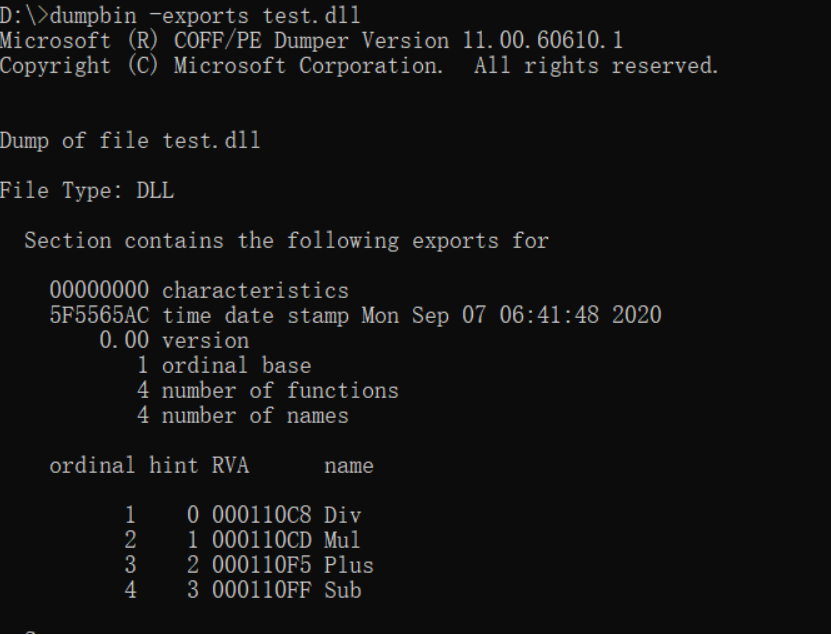 D:\>dumpbin -exports test.dll
Microsoft (R) COFF/PE Dumper Version 11.00.60610.1
Copyright (C) Microsoft Corporation.  All rights reserved.
Dump of file test.dll
File Type: DLL
Section contains the following exports for
00000000 characteristics
5F5565AC time date stamp Mon Sep 07 06:41:48 2020
0.00 version
1 ordinal base
4 number of functions
4 number of names
ordinal hint RVA      name
1    0 000110C8 Div
2    1 000110CD Mul
3    2 000110F5 Plus
4    3 000110FF Sub